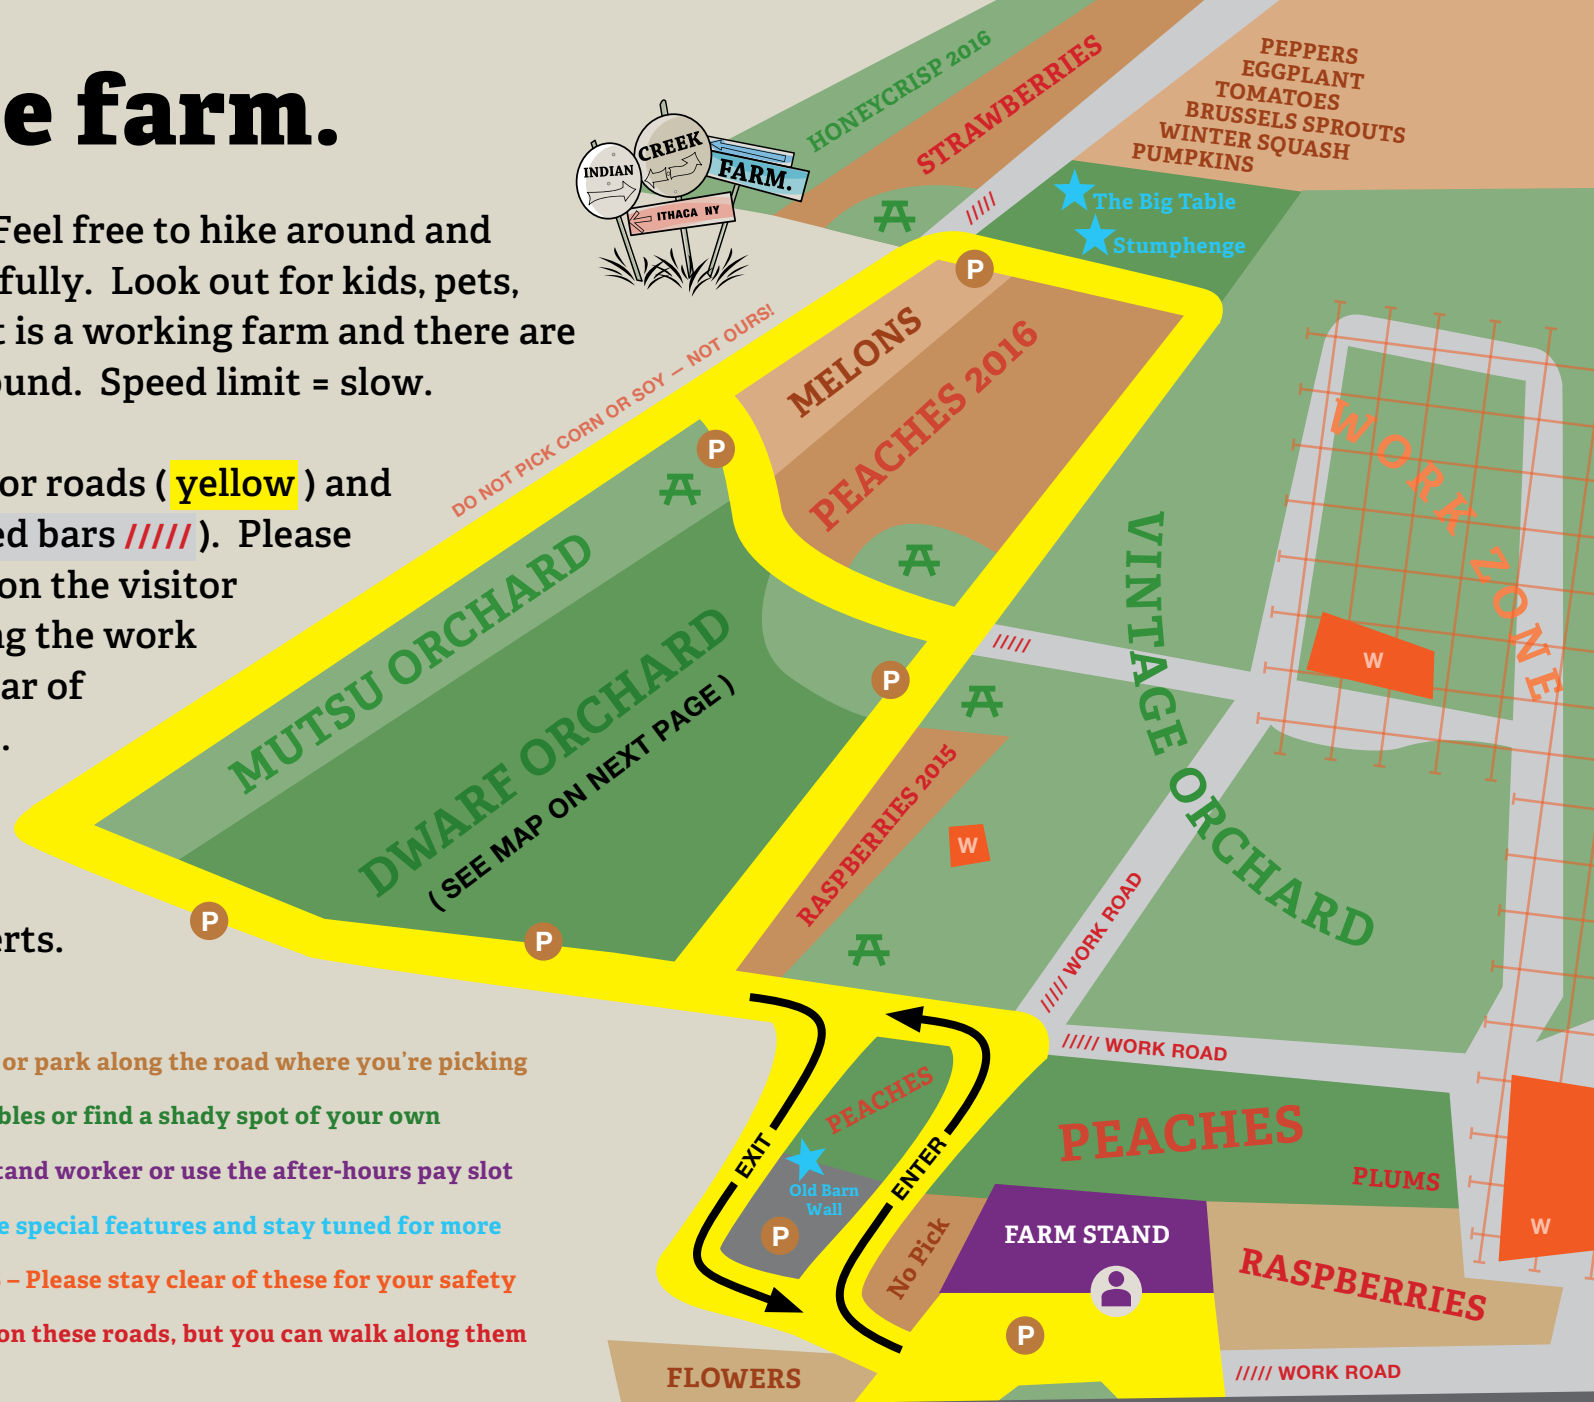 e farm.
Feel free to hike around and
fully.  Look out for kids, pets,
t is a working farm and there are
ound.  Speed limit = slow.
or roads ( yellow ) and
ed bars ///// ).  Please
on the visitor
ng the work
ar of
.
erts.
or park along the road where you're picking
bles or find a shady spot of your own
tand worker or use the after-hours pay slot
e special features and stay tuned for more
– Please stay clear of these for your safety
on these roads, but you can walk along them
INDIAN
CREEK
FARM.
ITHACA NY
HONEYCRISP 2016
STRAWBERRIES
PEPPERS
EGGPLANT
TOMATOES
BRUSSELS SPROUTS
WINTER SQUASH
PUMPKINS
/////
The Big Table
Stumphenge
P
DO NOT PICK CORN OR SOY — NOT OURS!
MELONS
PEACHES 2016
P
MUTSU ORCHARD
DWARF ORCHARD
( SEE MAP ON NEXT PAGE )
/////
P
VINTAGE ORCHARD
WORK ZONE
W
RASPBERRIES 2015
W
P
P
///// WORK ROAD
///// WORK ROAD
PEACHES
EXIT
ENTER
Old Barn
Wall
P
PEACHES
PLUMS
No Pick
FARM STAND
W
RASPBERRIES
P
FLOWERS
///// WORK ROAD